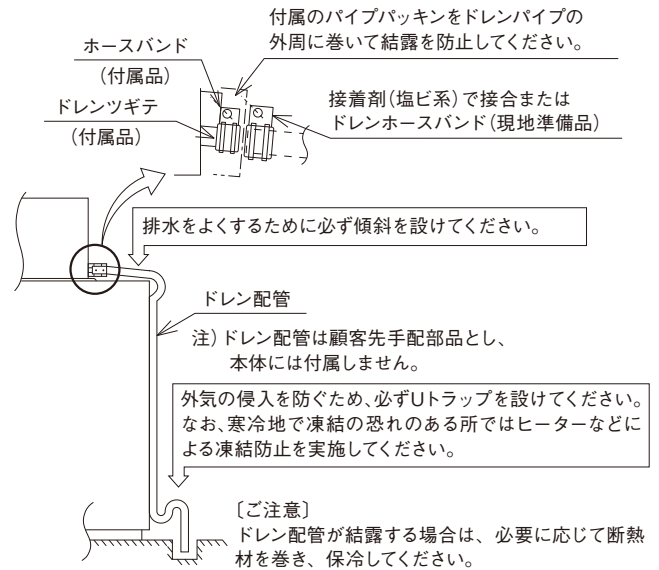 付属のパイプパッキンをドレンパイプの
外周に巻いて結露を防止してください。
ホースバンド
(付属品)
ドレンツギテ
(付属品)
接着剤(塩ビ系)で接合または
ドレンホースバンド(現地準備品)
排水をよくするために必ず傾斜を設けてください。
ドレン配管
注)ドレン配管は顧客先手配部品とし、
本体には付属しません。
外気の侵入を防ぐため、必ずUトラップを設けてください。
なお、寒冷地で凍結の恐れのある所ではヒーターなどに
よる凍結防止を実施してください。
〔ご注意〕
ドレン配管が結露する場合は、必要に応じて断熱
材を巻き、保冷してください。